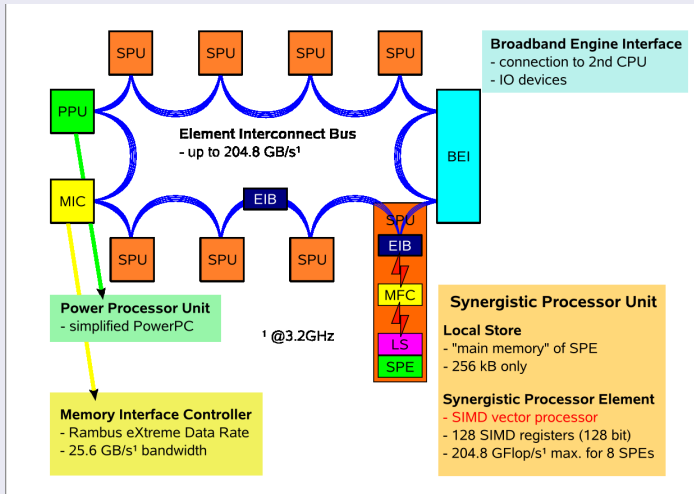 SPU
SPU
SPU
SPU
Broadband Engine Interface
- connection to 2nd CPU
- IO devices
PPU
Element Interconnect Bus
- up to 204.8 GB/s¹
BEI
MIC
EIB
SPU
SPU
SPU
SPU
EIB
MFC
LS
SPE
Power Processor Unit
- simplified PowerPC
¹ @3.2GHz
Synergistic Processor Unit
Local Store
- "main memory" of SPE
- 256 kB only
Synergistic Processor Element
- SIMD vector processor
- 128 SIMD registers (128 bit)
- 204.8 GFlop/s¹ max. for 8 SPEs
Memory Interface Controller
- Rambus eXtreme Data Rate
- 25.6 GB/s¹ bandwidth